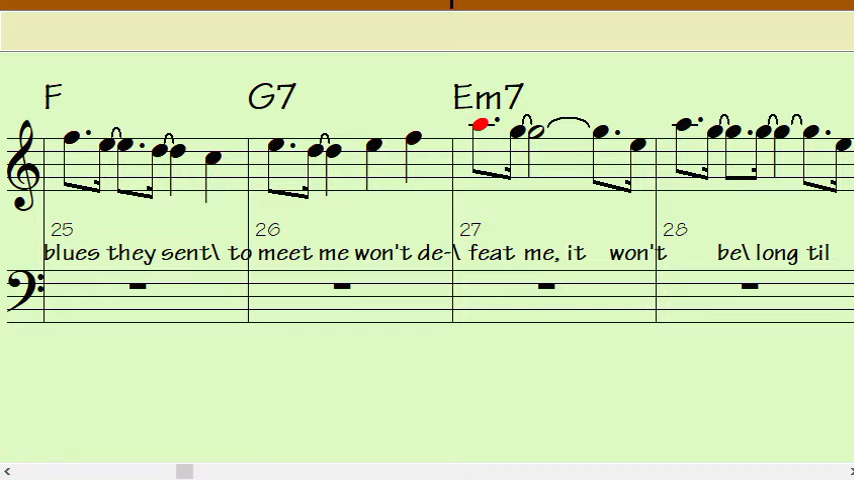 F G7 Em7
25 26 27 28
blues they sent\ to meet me won't de-\ feat me, it won't be\ long til